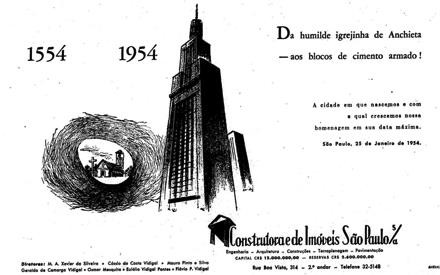 1554 1954
Da humilde igrejinha de Anchieta
—aos blocos de cimento armado!
A cidade em que nascemos e com
a qual crescemos nossa
homenagem em sua data máxima.
São Paulo, 25 de Janeiro de 1954.
Construtora e de Imóveis São Paulo S/A
Engenharia - Arquitetura - Construções - Terraplenagem - Pavimentação
CAPITAL CR$ 12.000.000,00 — RESERVAS CR$ 5.400.000,00
Rua Boa Vista, 314 - 2.° andar - Telefone 32-5148
Diretores: M. A. Xavier da Silveira • Cássio da Costa Vidigal • Mauro Pinto e Silva
Geraldo de Camargo Vidigal • Osmar Mesquita • Eulálio Vidigal Pontes • Flávio P. Vidigal